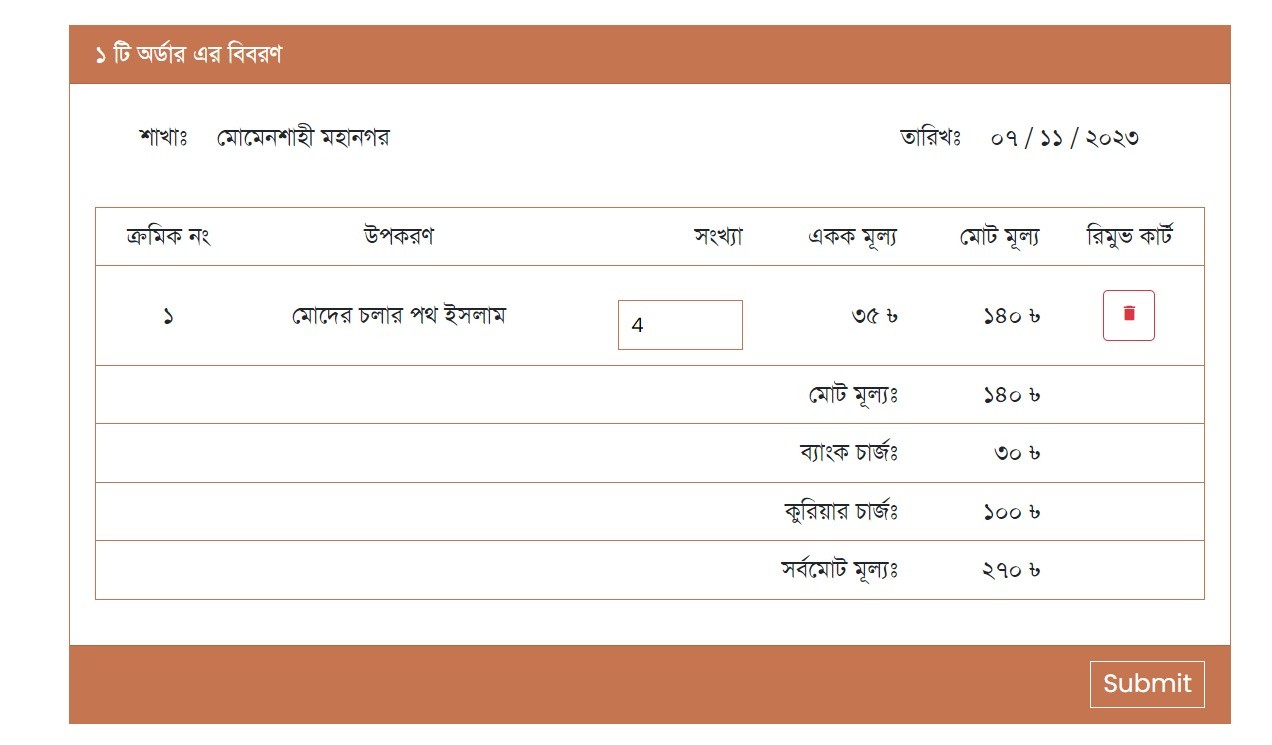 ১ টি অর্ডার এর বিবরণ
শাখাঃ মোমেনশাহী মহানগর তারিখঃ ০৭ / ১১ / ২০২৩
ক্রমিক নং উপকরণ সংখ্যা একক মূল্য মোট মূল্য রিমুভ কার্ট
১ মোদের চলার পথ ইসলাম 4 ৩৫ ৳ ১৪০ ৳
মোট মূল্যঃ ১৪০ ৳
ব্যাংক চার্জঃ ৩০ ৳
কুরিয়ার চার্জঃ ১০০ ৳
সর্বমোট মূল্যঃ ২৭০ ৳
Submit